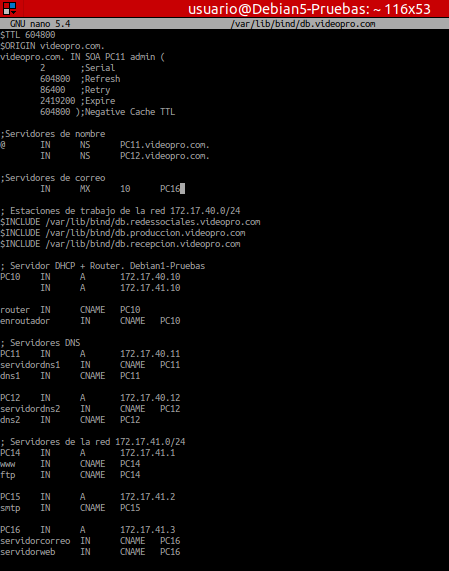 usuario@Debian5-Pruebas: ~ 116x53
GNU nano 5.4 /var/lib/bind/db.videopro.com
$TTL 604800
$ORIGIN videopro.com.
videopro.com. IN SOA PC11 admin (
2 ;Serial
604800 ;Refresh
86400 ;Retry
2419200 ;Expire
604800 );Negative Cache TTL
;Servidores de nombre
@ IN NS PC11.videopro.com.
IN NS PC12.videopro.com.
;Servidores de correo
IN MX 10 PC16
; Estaciones de trabajo de la red 172.17.40.0/24
$INCLUDE /var/lib/bind/db.redessociales.videopro.com
$INCLUDE /var/lib/bind/db.produccion.videopro.com
$INCLUDE /var/lib/bind/db.recepcion.videopro.com
; Servidor DHCP + Router. Debian1-Pruebas
PC10 IN A 172.17.40.10
IN A 172.17.41.10
router IN CNAME PC10
enroutador IN CNAME PC10
; Servidores DNS
PC11 IN A 172.17.40.11
servidordns1 IN CNAME PC11
dns1 IN CNAME PC11
PC12 IN A 172.17.40.12
servidordns2 IN CNAME PC12
dns2 IN CNAME PC12
; Servidores de la red 172.17.41.0/24
PC14 IN A 172.17.41.1
www IN CNAME PC14
ftp IN CNAME PC14
PC15 IN A 172.17.41.2
smtp IN CNAME PC15
PC16 IN A 172.17.41.3
servidorcorreo IN CNAME PC16
servidorweb IN CNAME PC16